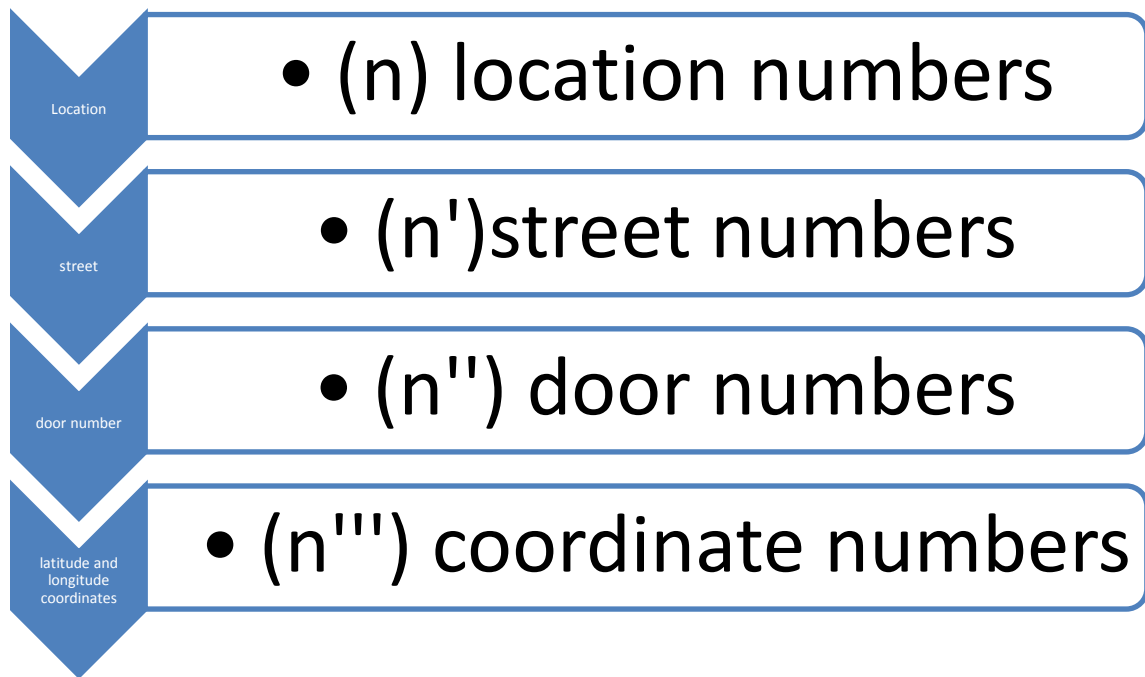 Location
• (n) location numbers
street
• (n')street numbers
door number
• (n'') door numbers
latitude and
longitude
coordinates
• (n''') coordinate numbers